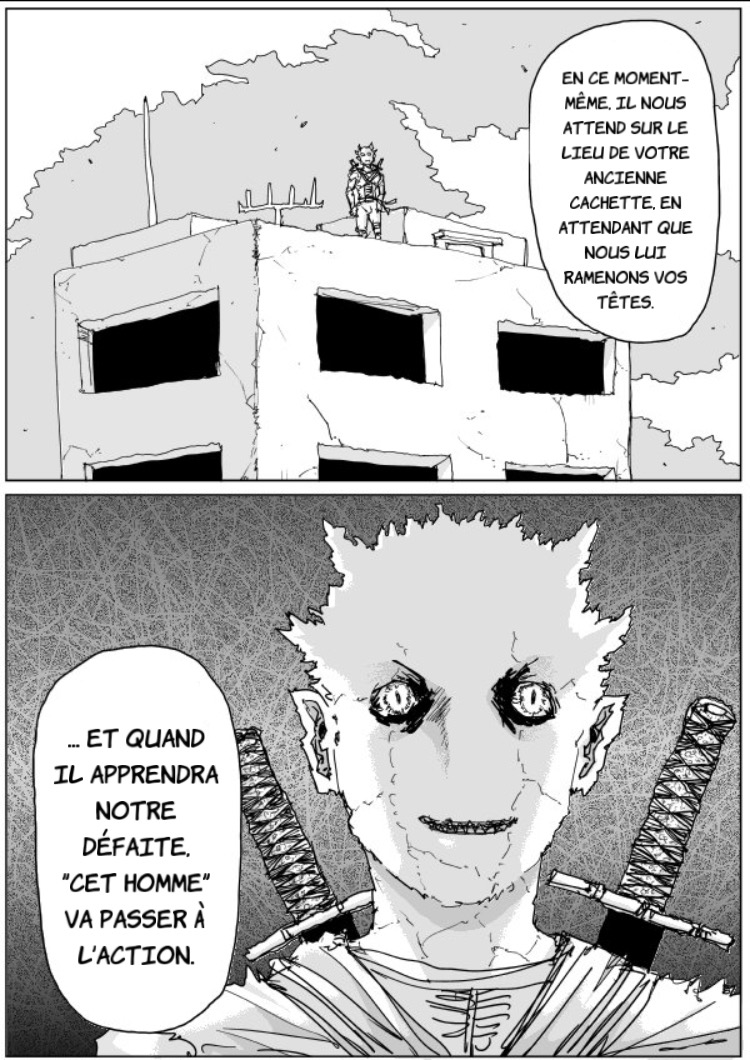 EN CE MOMENT-
MÊME, IL NOUS
ATTEND SUR LE
LIEU DE VOTRE
ANCIENNE
CACHETTE, EN
ATTENDANT QUE
NOUS LUI
RAMENONS VOS
TÊTES.
... ET QUAND
IL APPRENDRA
NOTRE
DÉFAITE,
"CET HOMME"
VA PASSER À
L'ACTION.